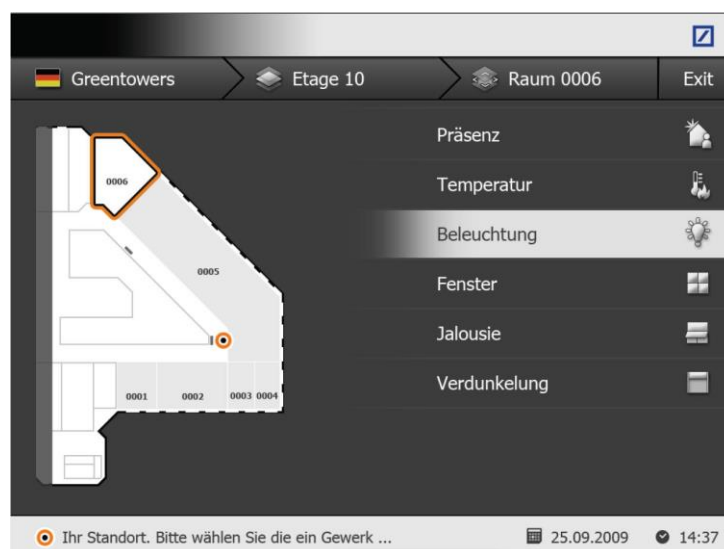 Greentowers
Etage 10
Raum 0006
Exit
Präsenz
Temperatur
Beleuchtung
Fenster
Jalousie
Verdunkelung
0006
0005
0001
0002
0003
0004
Ihr Standort. Bitte wählen Sie die ein Gewerk ...
25.09.2009
14:37